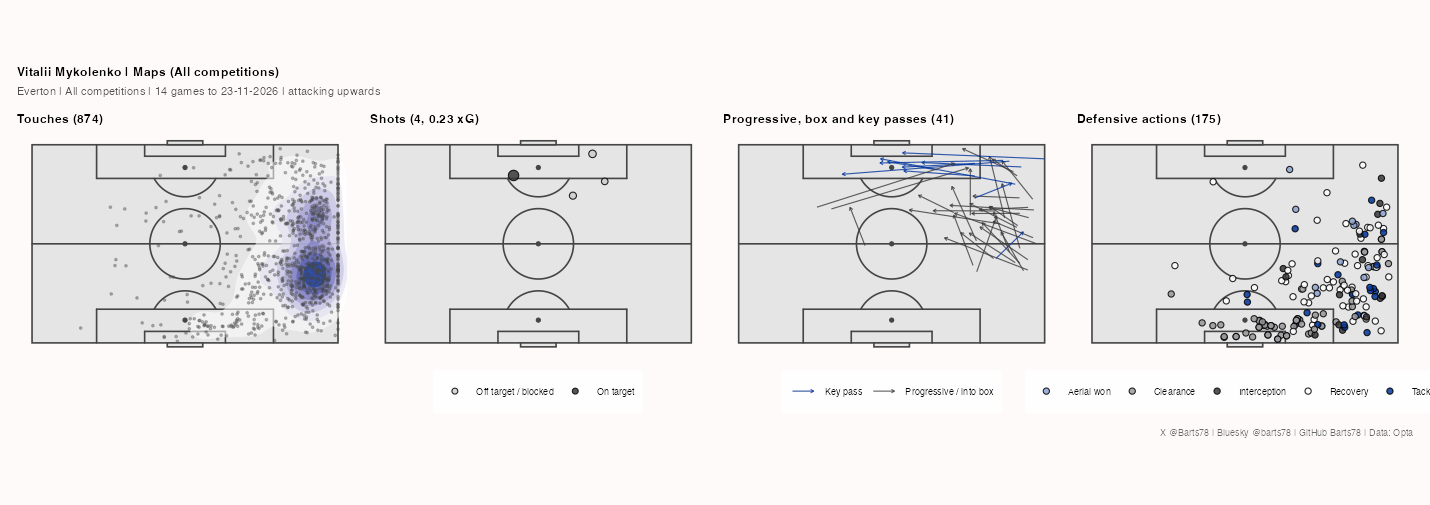 Vitalii Mykolenko | Maps (All competitions)
Everton | All competitions | 14 games to 23-11-2026 | attacking upwards
Touches (874)
Shots (4, 0.23 xG)
Progressive, box and key passes (41)
Defensive actions (175)
Off target / blocked
On target
Key pass
Progressive / into box
Aerial won
Clearance
Interception
Recovery
Tack
X @Barts78 | Bluesky @barts78 | GitHub Barts78 | Data: Opta